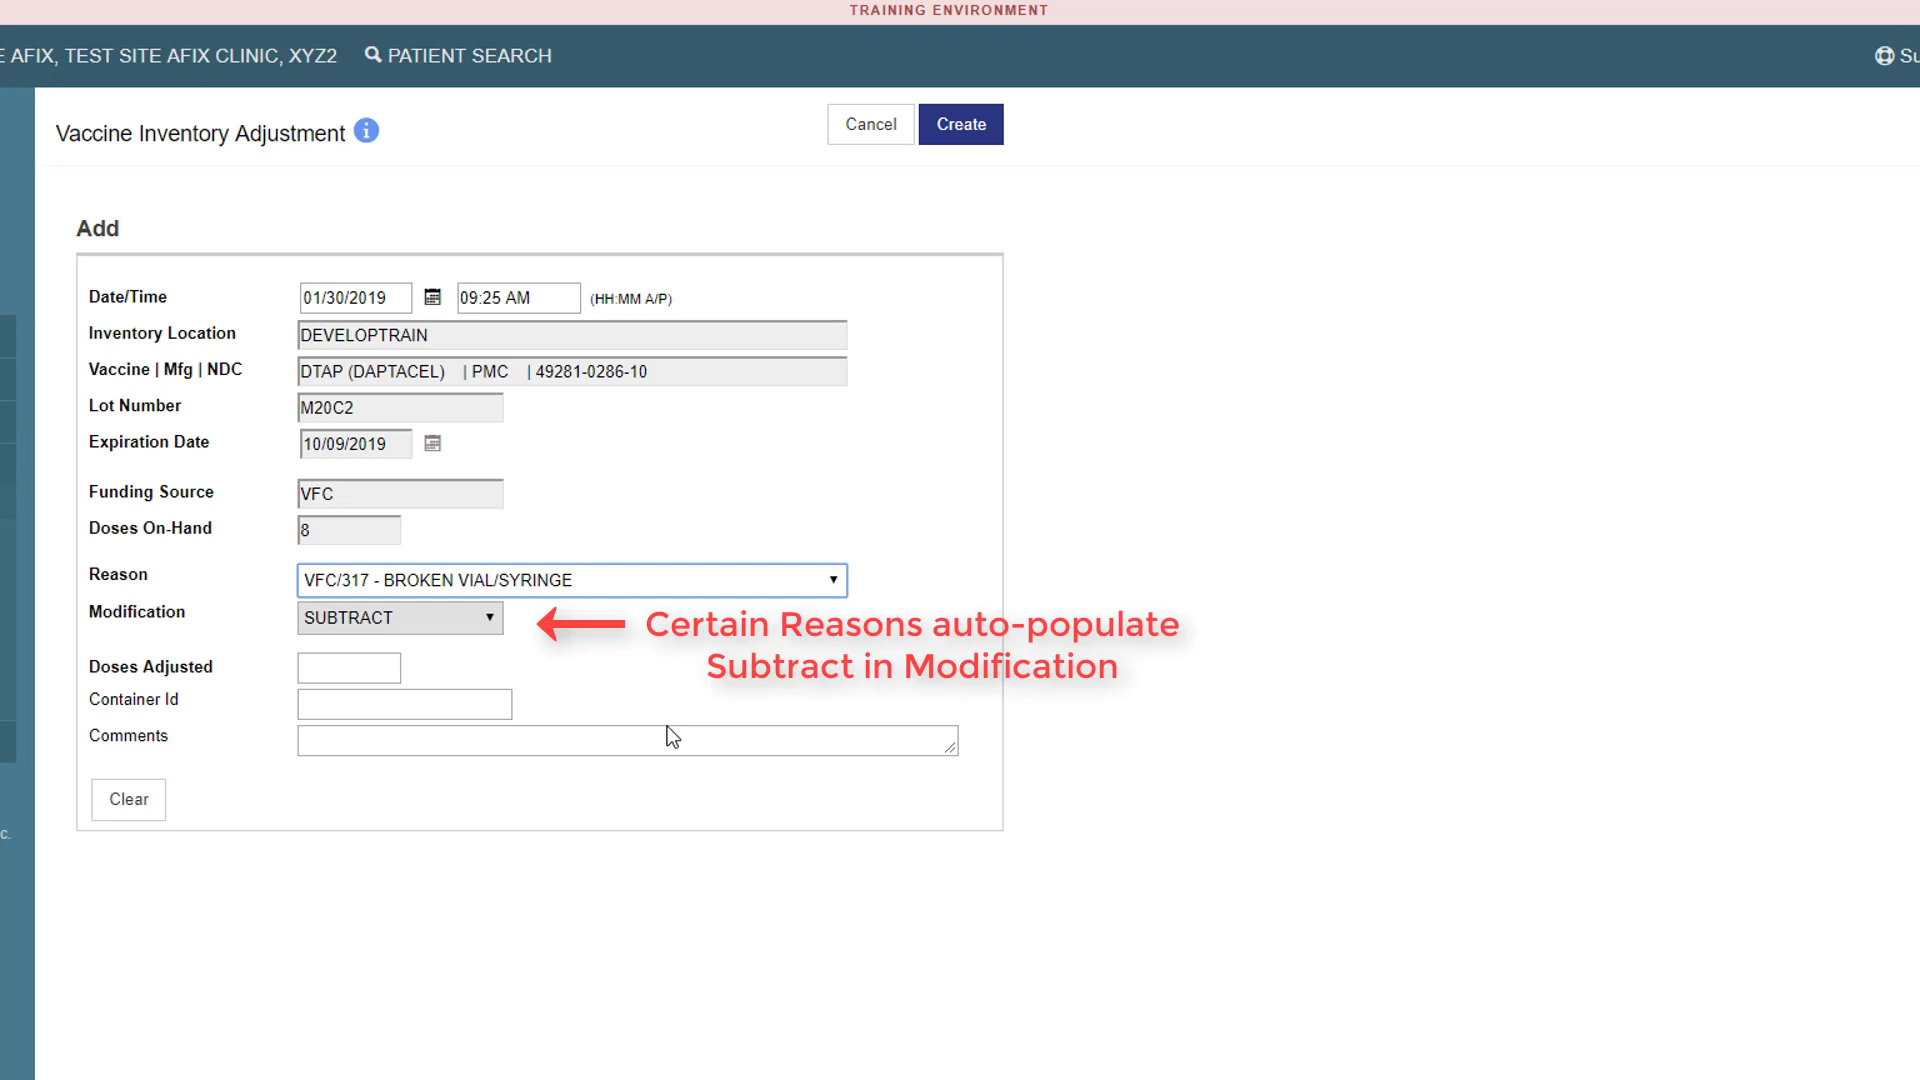 TRAINING ENVIRONMENT
E AFIX, TEST SITE AFIX CLINIC, XYZ2 PATIENT SEARCH Su
Vaccine Inventory Adjustment i Cancel Create
Add
Date/Time 01/30/2019 09:25 AM (HH:MM A/P)
Inventory Location DEVELOPTRAIN
Vaccine | Mfg | NDC DTAP (DAPTACEL) | PMC | 49281-0286-10
Lot Number M20C2
Expiration Date 10/09/2019
Funding Source VFC
Doses On-Hand 8
Reason VFC/317 - BROKEN VIAL/SYRINGE
Modification SUBTRACT
Certain Reasons auto-populate
Subtract in Modification
Doses Adjusted
Container Id
Comments
Clear
c.